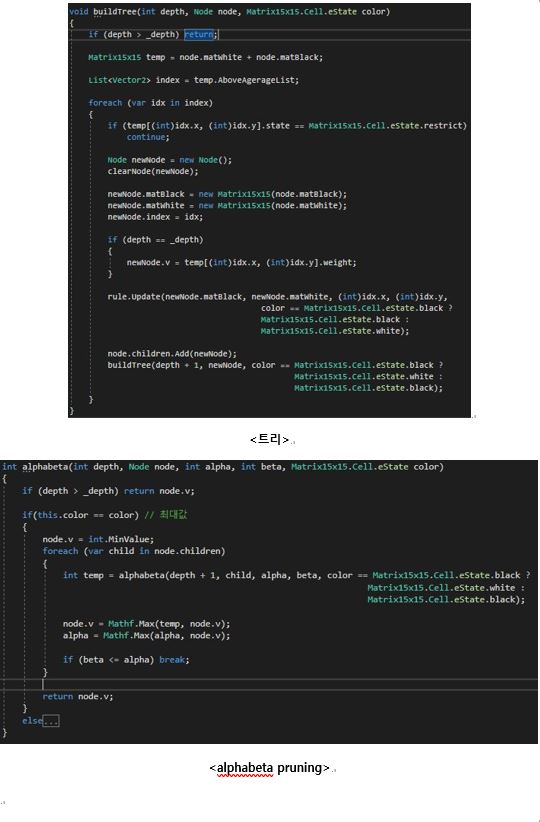 void buildTree(int depth, Node node, Matrix15x15.Cell.eState color)
{
if (depth > _depth) return;
Matrix15x15 temp = node.matWhite + node.matBlack;
List<Vector2> index = temp.AboveAgerageList;
foreach (var idx in index)
{
if (temp[(int)idx.x, (int)idx.y].state == Matrix15x15.Cell.eState.restrict)
continue;
Node newNode = new Node();
clearNode(newNode);
newNode.matBlack = new Matrix15x15(node.matBlack);
newNode.matWhite = new Matrix15x15(node.matWhite);
newNode.index = idx;
if (depth == _depth)
{
newNode.v = temp[(int)idx.x, (int)idx.y].weight;
}
rule.Update(newNode.matBlack, newNode.matWhite, (int)idx.x, (int)idx.y,
color == Matrix15x15.Cell.eState.black ?
Matrix15x15.Cell.eState.black :
Matrix15x15.Cell.eState.white);
node.children.Add(newNode);
buildTree(depth + 1, newNode, color == Matrix15x15.Cell.eState.black ?
Matrix15x15.Cell.eState.white :
Matrix15x15.Cell.eState.black);
}
}
<트리>
int alphabeta(int depth, Node node, int alpha, int beta, Matrix15x15.Cell.eState color)
{
if (depth > _depth) return node.v;
if(this.color == color) // 최대값
{
node.v = int.MinValue;
foreach (var child in node.children)
{
int temp = alphabeta(depth + 1, child, alpha, beta, color == Matrix15x15.Cell.eState.black ?
Matrix15x15.Cell.eState.white :
Matrix15x15.Cell.eState.black);
node.v = Mathf.Max(temp, node.v);
alpha = Mathf.Max(alpha, node.v);
if (beta <= alpha) break;
}
return node.v;
}
else...
}
<alphabeta pruning>